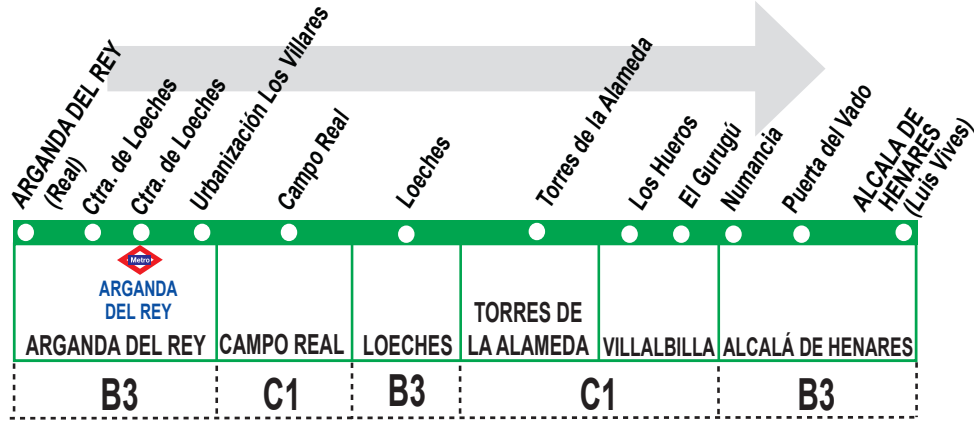 ARGANDA DEL REY
(Real)
Ctra. de Loeches
Ctra. de Loeches
Urbanización Los Villares
Campo Real
Loeches
Torres de la Alameda
Los Hueros
El Gurugú
Numancia
Puerta del Vado
ALCALA DE
HENARES
(Luis Vives)
Metro
ARGANDA
DEL REY
ARGANDA DEL REY
CAMPO REAL
LOECHES
TORRES DE
LA ALAMEDA
VILLALBILLA
ALCALÁ DE HENARES
B3
C1
B3
C1
B3